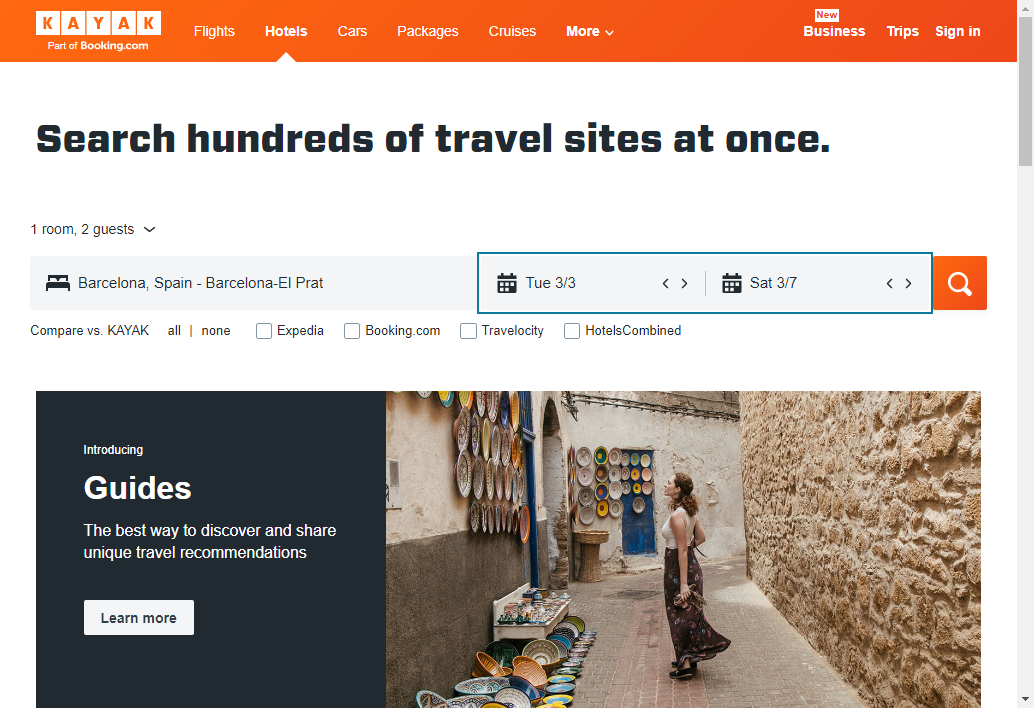 KAYAK
Part of Booking.com
Flights
Hotels
Cars
Packages
Cruises
More
New
Business
Trips
Sign in
Search hundreds of travel sites at once.
1 room, 2 guests
Barcelona, Spain - Barcelona-El Prat
Tue 3/3
Sat 3/7
Compare vs. KAYAK all | none Expedia Booking.com Travelocity HotelsCombined
Introducing
Guides
The best way to discover and share
unique travel recommendations
Learn more